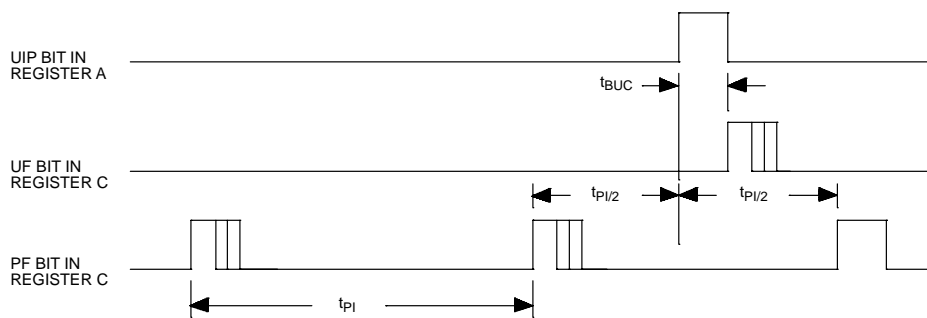 UIP BIT IN
REGISTER A
tBUC
UF BIT IN
REGISTER C
tPI/2
tPI/2
PF BIT IN
REGISTER C
tPI